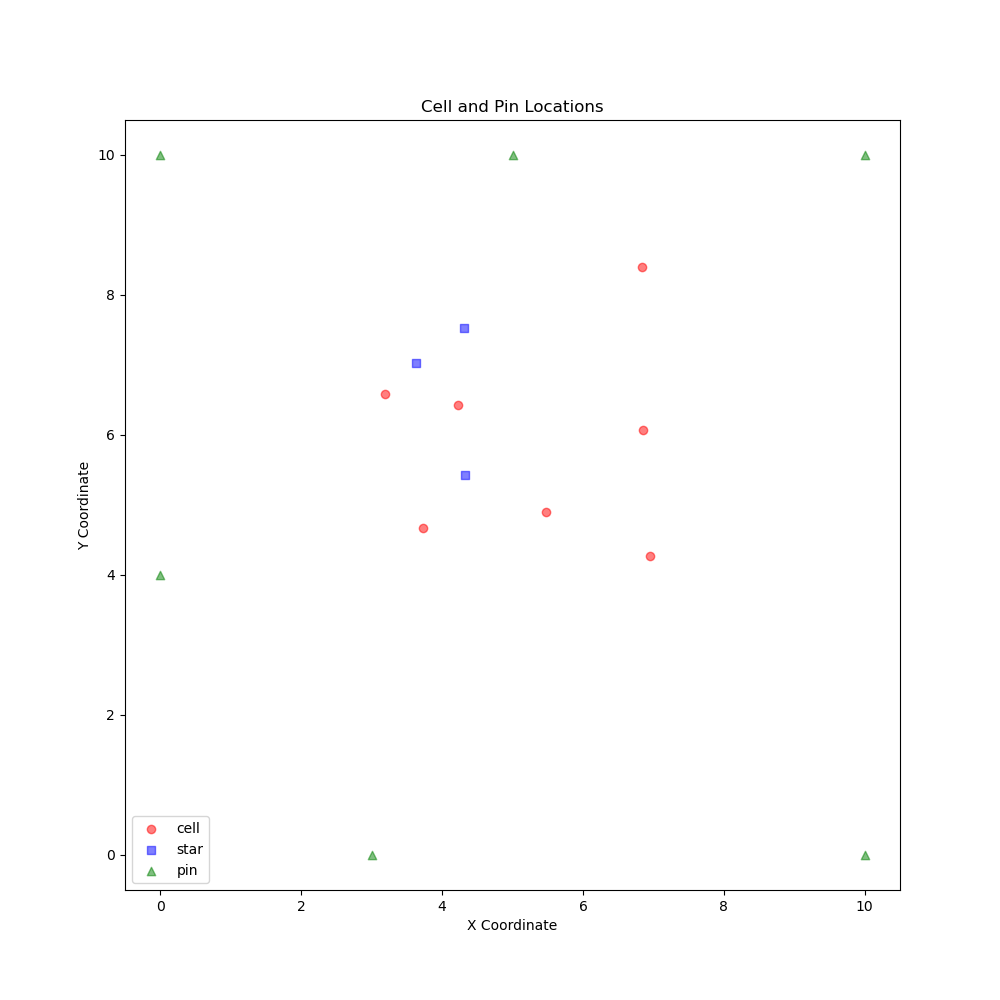 Cell and Pin Locations
10
8
6
4
2
0
Y Coordinate
cell
star
pin
0 2 4 6 8 10
X Coordinate